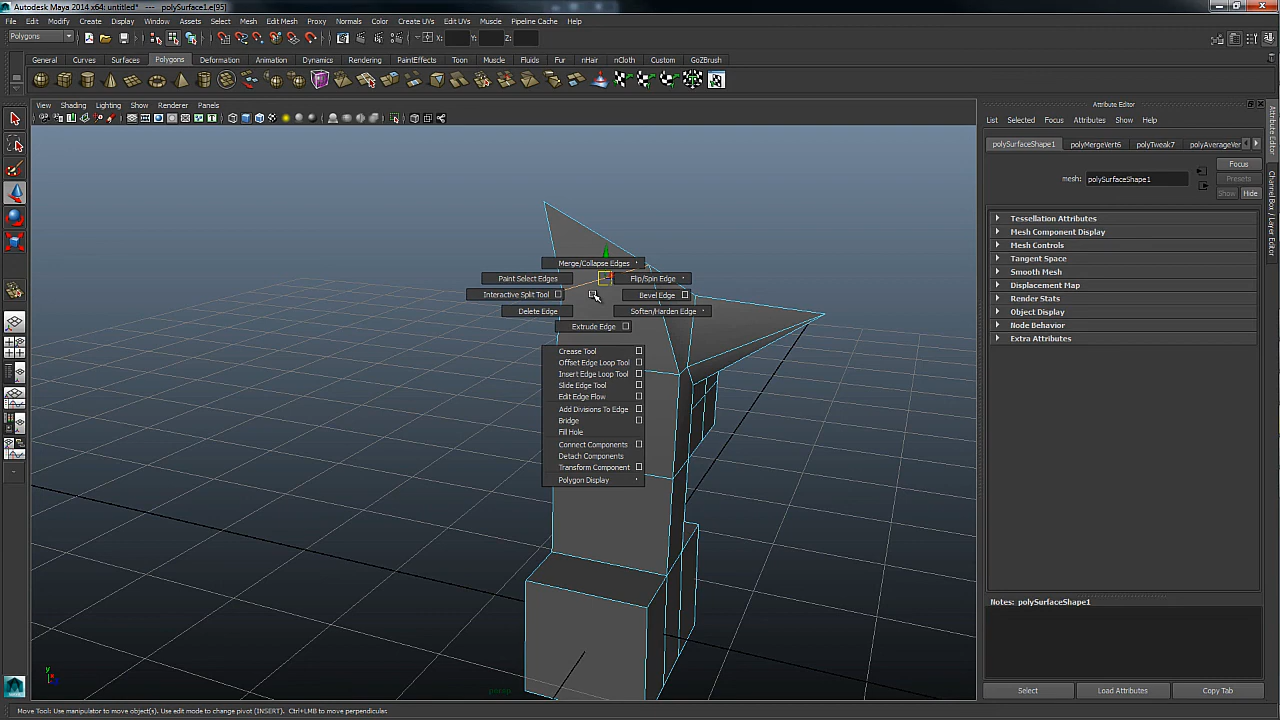 Autodesk Maya 2014 x64: untitled* --- polySurface1.e[95]
File Edit Modify Create Display Window Assets Select Mesh Edit Mesh Proxy Normals Color Create UVs Edit UVs Muscle Pipeline Cache Help
Polygons X: Y: Z:
General Curves Surfaces Polygons Deformation Animation Dynamics Rendering PaintEffects Toon Muscle Fluids Fur nHair nCloth Custom GoZBrush
View Shading Lighting Show Renderer Panels
Attribute Editor
List Selected Focus Attributes Show Help
polySurfaceShape1 polyMergeVert6 polyTweak7 polyAverageVer
Focus
Presets
mesh: polySurfaceShape1
Show Hide
Tessellation Attributes
Mesh Component Display
Mesh Controls
Tangent Space
Smooth Mesh
Displacement Map
Render Stats
Object Display
Node Behavior
Extra Attributes
Notes: polySurfaceShape1
Select Load Attributes Copy Tab
Attribute Editor
Channel Box / Layer Editor
Merge/Collapse Edges
Paint Select Edges Flip/Spin Edge
Interactive Split Tool Bevel Edge
Delete Edge Soften/Harden Edge
Extrude Edge
Crease Tool
Offset Edge Loop Tool
Insert Edge Loop Tool
Slide Edge Tool
Edit Edge Flow
Add Divisions To Edge
Bridge
Fill Hole
Connect Components
Detach Components
Transform Component
Polygon Display
y
persp
Move Tool: Use manipulator to move object(s). Use edit mode to change pivot (INSERT). Ctrl+LMB to move perpendicular.